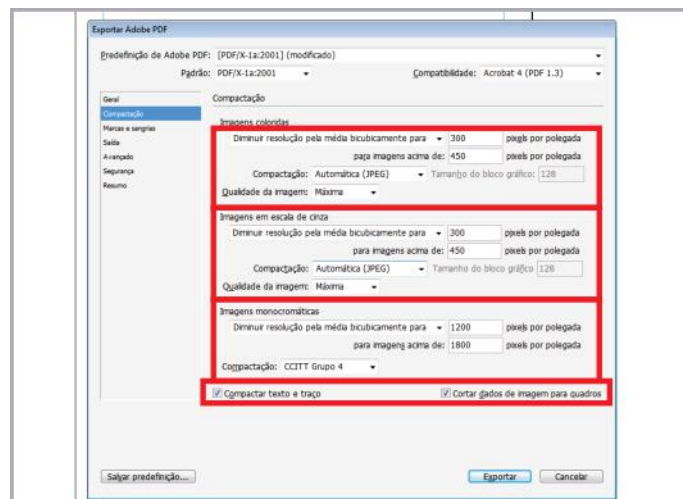 Exportar Adobe PDF
Predefinição de Adobe PDF: [PDF/X-1a:2001] (modificado)
Padrão: PDF/X-1a:2001 Compatibilidade: Acrobat 4 (PDF 1.3)
Geral
Compactação
Marcas e sangrias
Saída
Avançado
Segurança
Resumo
Compactação
Imagens coloridas
Diminuir resolução pela média bicubicamente para 300 pixels por polegada
para imagens acima de: 450 pixels por polegada
Compactação: Automática (JPEG) Tamanho do bloco gráfico: 128
Qualidade da imagem: Máxima
Imagens em escala de cinza
Diminuir resolução pela média bicubicamente para 300 pixels por polegada
para imagens acima de: 450 pixels por polegada
Compactação: Automática (JPEG) Tamanho do bloco gráfico 128
Qualidade da imagem: Máxima
Imagens monocromáticas
Diminuir resolução pela média bicubicamente para 1200 pixels por polegada
para imagens acima de: 1800 pixels por polegada
Compactação: CCITT Grupo 4
Compactar texto e traço Cortar dados de imagem para quadros
Salvar predefinição... Exportar Cancelar